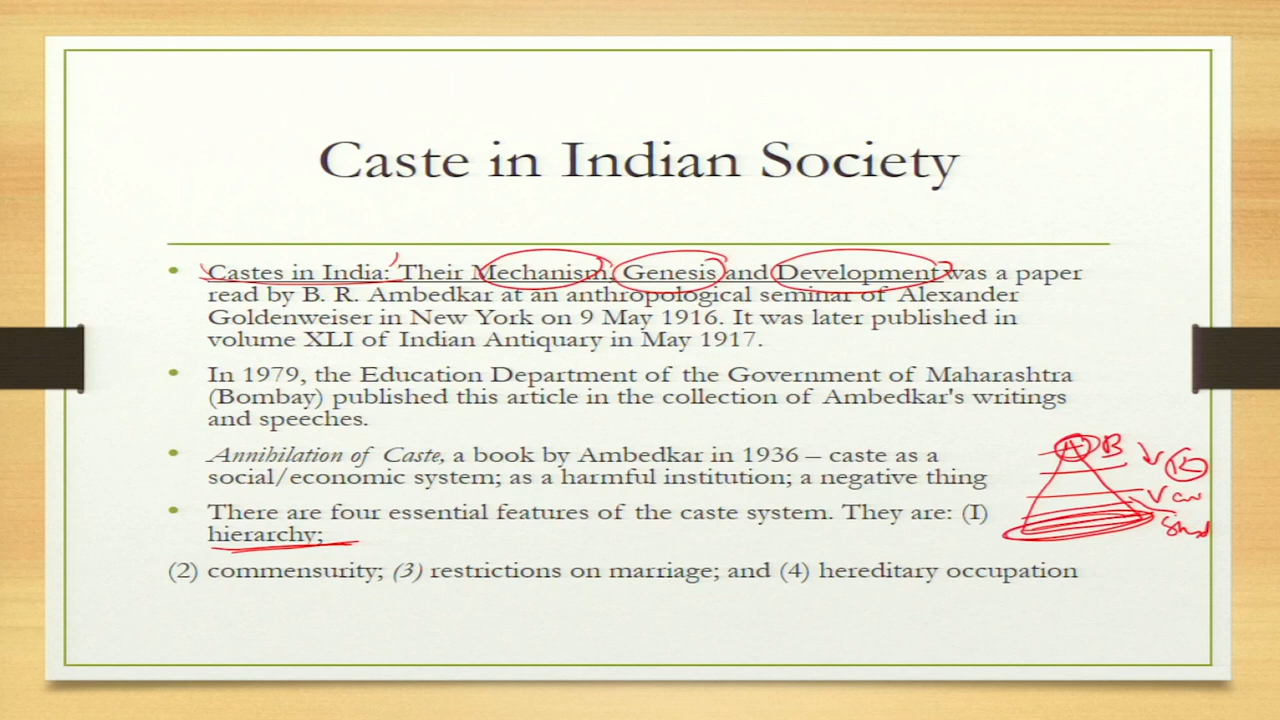 Caste in Indian Society
• Castes in India: Their Mechanism, Genesis and Development was a paper
read by B. R. Ambedkar at an anthropological seminar of Alexander
Goldenweiser in New York on 9 May 1916. It was later published in
volume XLI of Indian Antiquary in May 1917.
• In 1979, the Education Department of the Government of Maharashtra
(Bombay) published this article in the collection of Ambedkar's writings
and speeches.
• Annihilation of Caste, a book by Ambedkar in 1936 – caste as a
social/economic system; as a harmful institution; a negative thing
• There are four essential features of the caste system. They are: (I)
hierarchy;
(2) commensurity; (3) restrictions on marriage; and (4) hereditary occupation
B